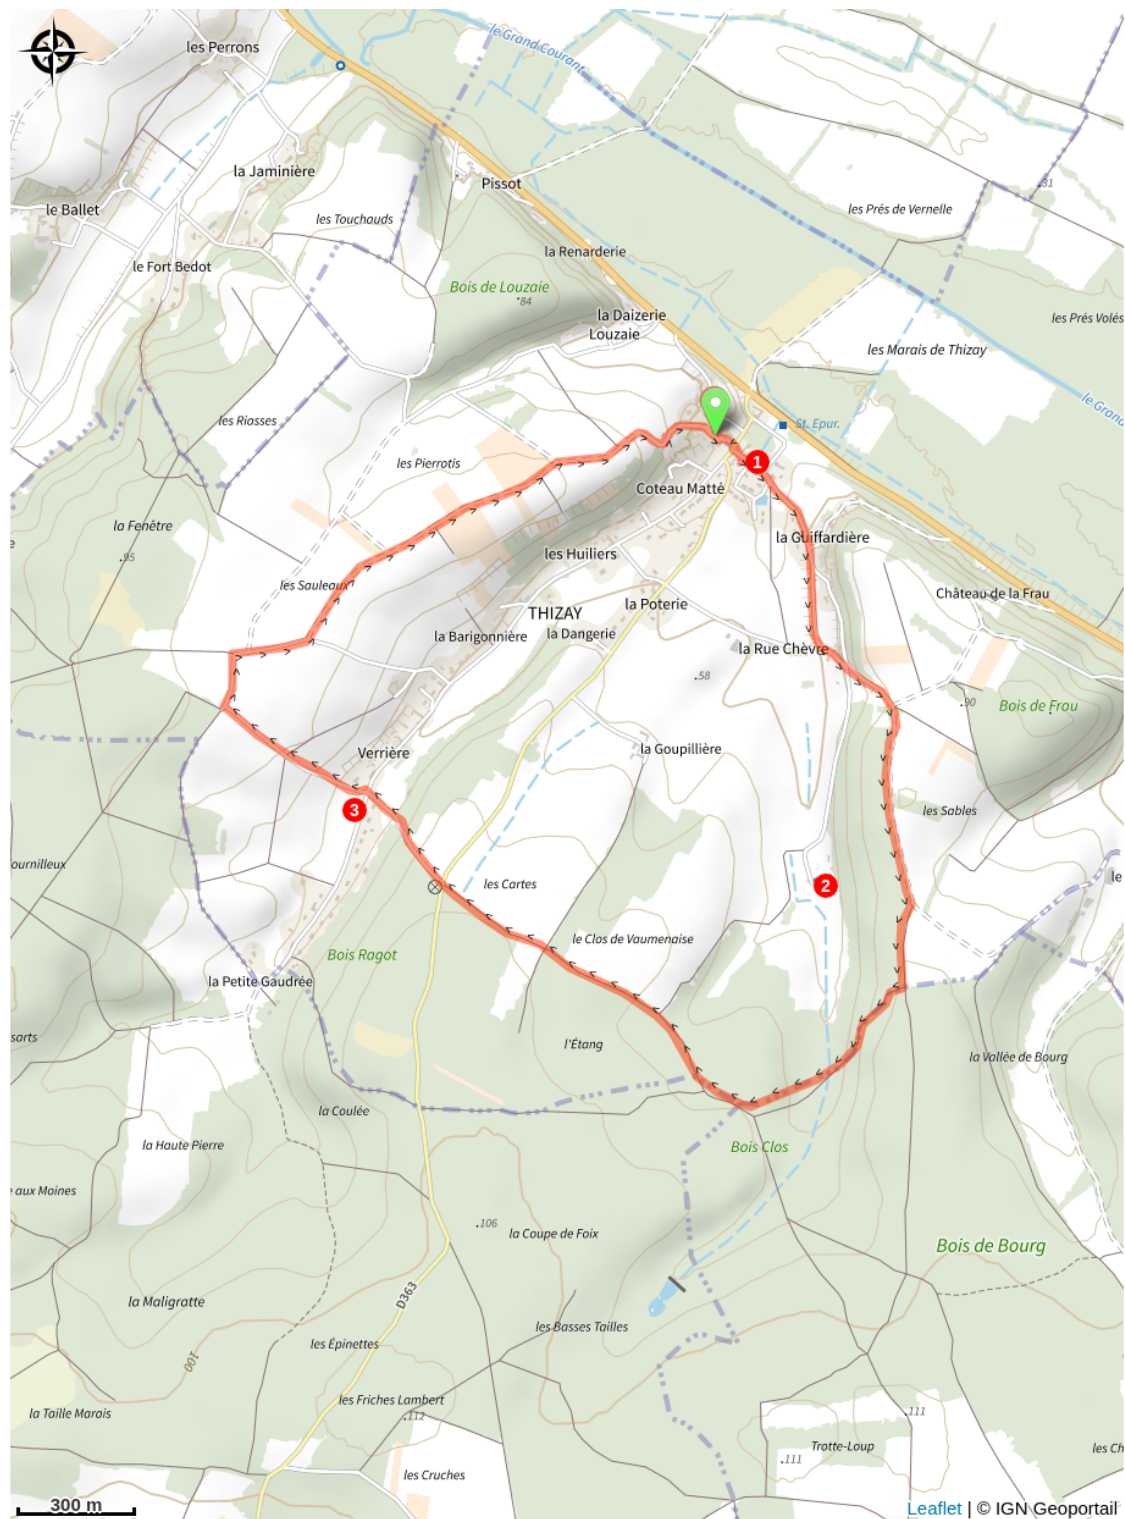 le Grand Courant
les Perrons
la Jaminière
Pissot
.31
le Ballet
les Touchauds
les Prés de Vernelle
la Renarderie
le Fort Bedot
Bois de Louzaie
84
la Daizerie
Louzaie
les Prés Volés
les Marais de Thizay
les Riasses
le Grand
St. Epur.
les Pierrotis
1
Coteau Matté
la Fenêtre
la Guiffardière
.95
les Huiliers
les Sauleaux
Château de la Frau
la Poterie
THIZAY
la Dangerie
la Barigonnière
la Rue Chèvre
.58
.90
Bois de Frau
Verrière
la Goupillière
3
les Sables
ournilleux
les Cartes
2
le
le Clos de Vaumenaise
Bois Ragot
la Petite Gaudrée
sarts
l'Étang
la Vallée de Bourg
la Coulée
la Haute Pierre
Bois Clos
e aux Moines
.106
la Coupe de Foix
Bois de Bourg
D363
la Maligratte
les Basses Tailles
les Épinettes
100
les Friches Lambert
.112
la Taille Marais
.111
Trotte-Loup
les Ch
.111
les Cruches
300 m
Leaflet | © IGN Geoportail